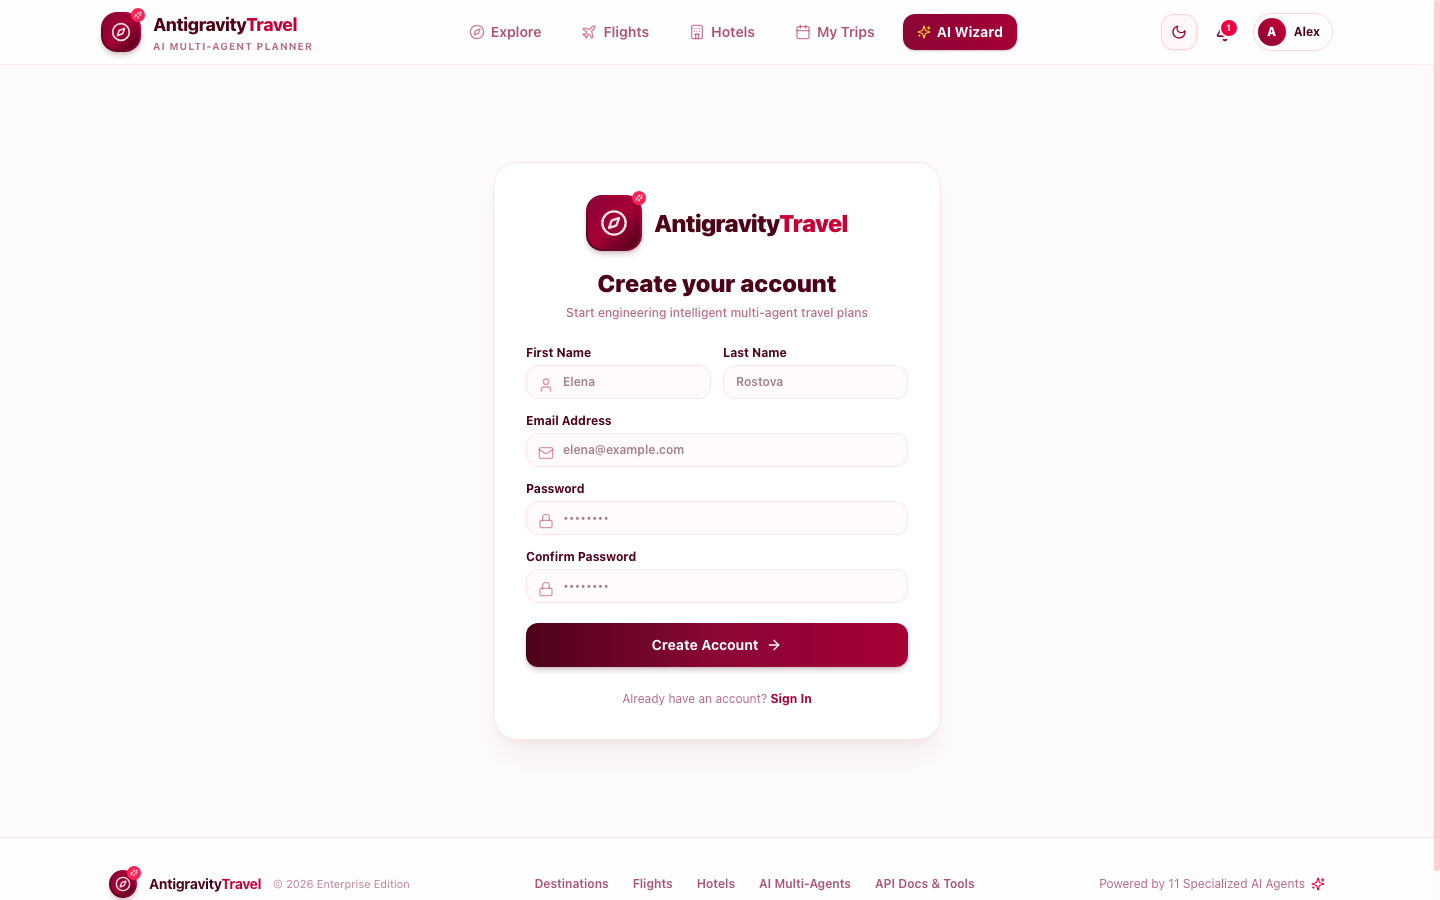 AntigravityTravel
AI MULTI-AGENT PLANNER
Explore
Flights
Hotels
My Trips
AI Wizard
1
A
Alex
AntigravityTravel
Create your account
Start engineering intelligent multi-agent travel plans
First Name
Last Name
Elena
Rostova
Email Address
elena@example.com
Password
••••••••
Confirm Password
••••••••
Create Account →
Already have an account? Sign In
AntigravityTravel
© 2026 Enterprise Edition
Destinations
Flights
Hotels
AI Multi-Agents
API Docs & Tools
Powered by 11 Specialized AI Agents